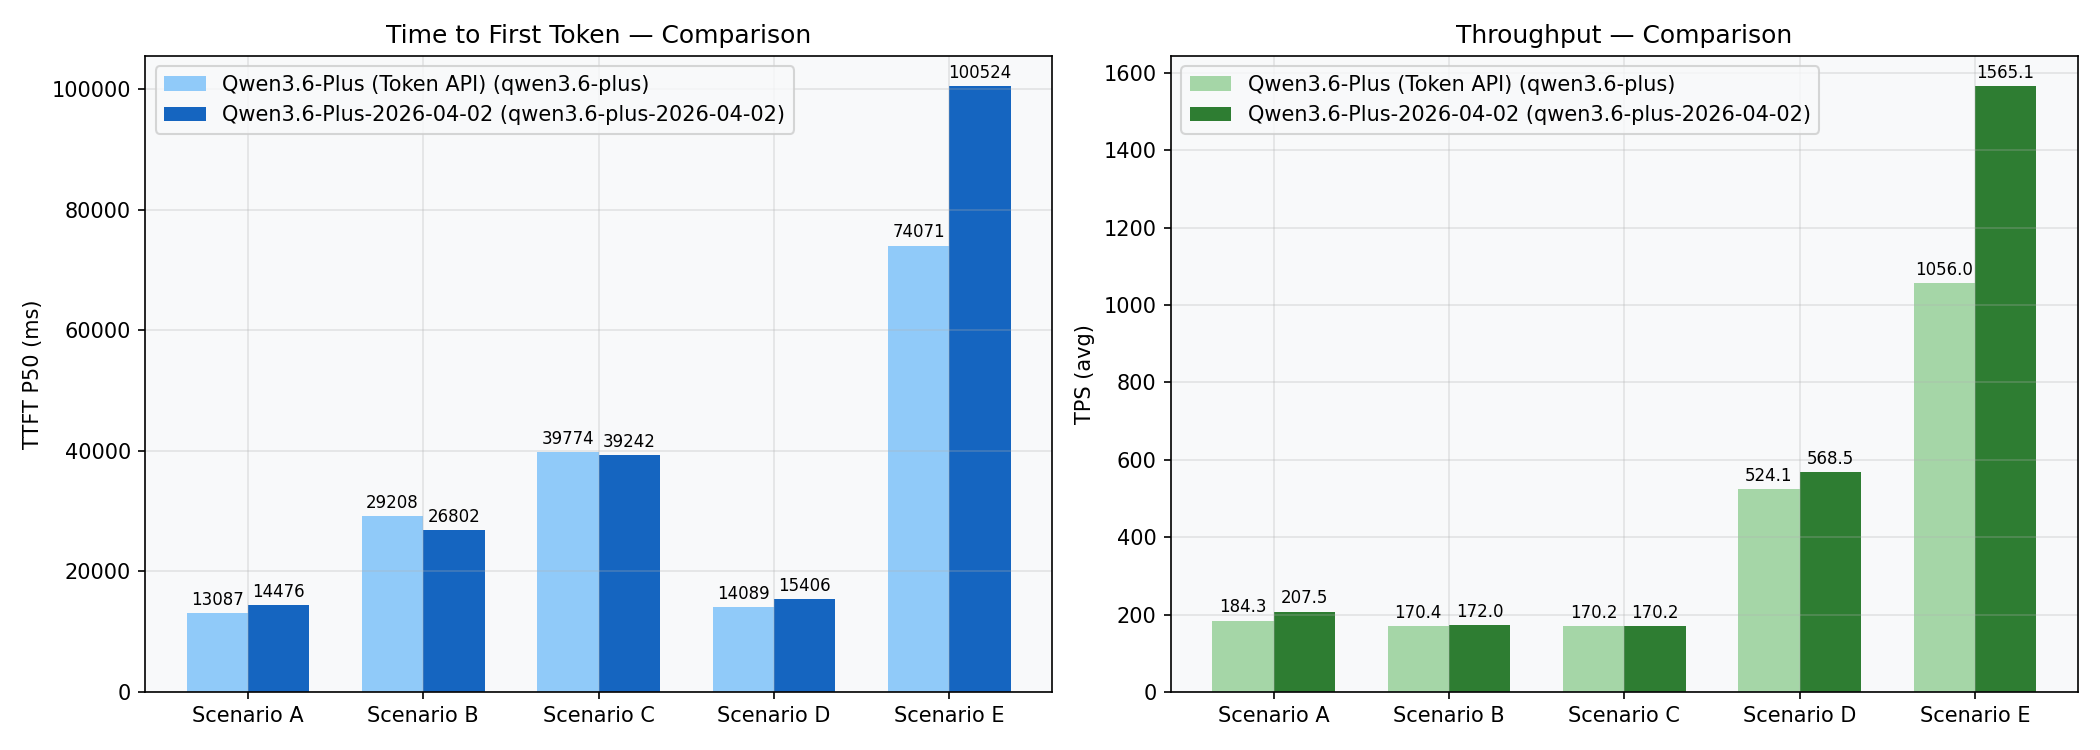 Time to First Token — Comparison
Qwen3.6-Plus (Token API) (qwen3.6-plus)
Qwen3.6-Plus-2026-04-02 (qwen3.6-plus-2026-04-02)
TTFT P50 (ms)
100000
80000
60000
40000
20000
0
13087
14476
29208
26802
39774
39242
14089
15406
74071
100524
Scenario A
Scenario B
Scenario C
Scenario D
Scenario E
Throughput — Comparison
Qwen3.6-Plus (Token API) (qwen3.6-plus)
Qwen3.6-Plus-2026-04-02 (qwen3.6-plus-2026-04-02)
TPS (avg)
1600
1400
1200
1000
800
600
400
200
0
184.3
207.5
170.4
172.0
170.2
170.2
524.1
568.5
1056.0
1565.1
Scenario A
Scenario B
Scenario C
Scenario D
Scenario E